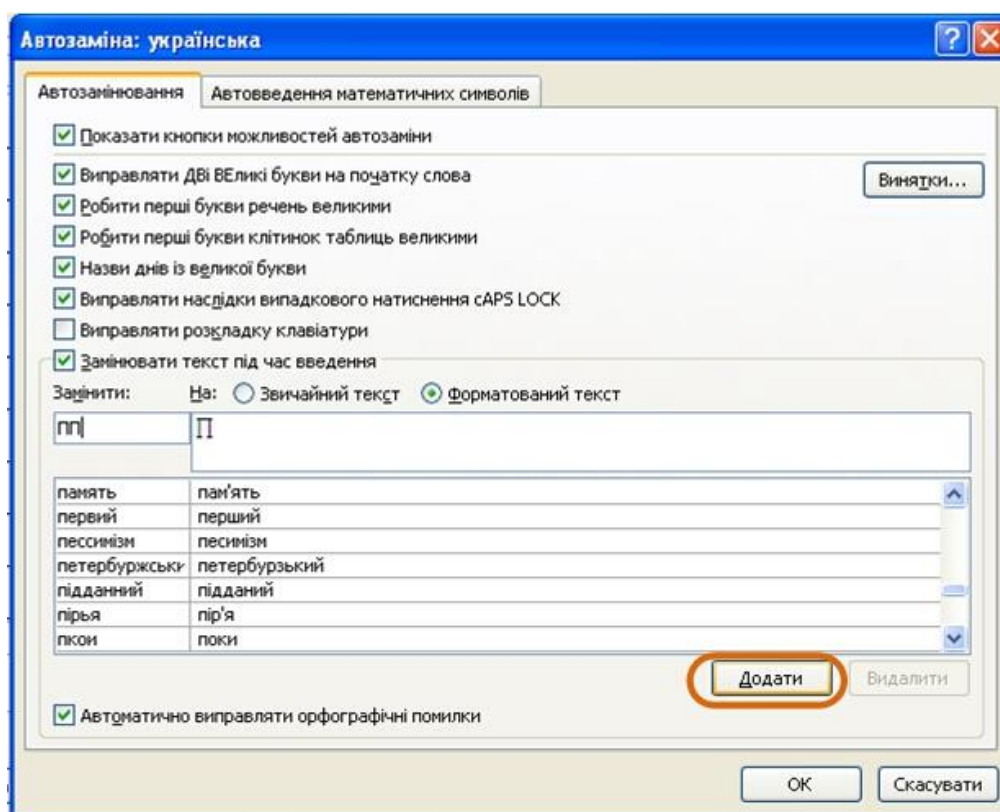 Автозаміна: українська
Автозамінювання Автовведення математичних символів
Показати кнопки можливостей автозаміни
Виправляти ДВі ВЕликі букви на початку слова Винятки...
Робити перші букви речень великими
Робити перші букви клітинок таблиць великими
Назви днів із великої букви
Виправляти наслідки випадкового натиснення cAPS LOCK
Виправляти розкладку клавіатури
Замінювати текст під час введення
Замінити: На: Звичайний текст Форматований текст
пп ∏
память пам'ять
первий перший
пессимізм песимізм
петербуржськи петербурзький
підданний підданий
пірья пір'я
пкои поки
Додати Видалити
Автоматично виправляти орфографічні помилки
OK Скасувати